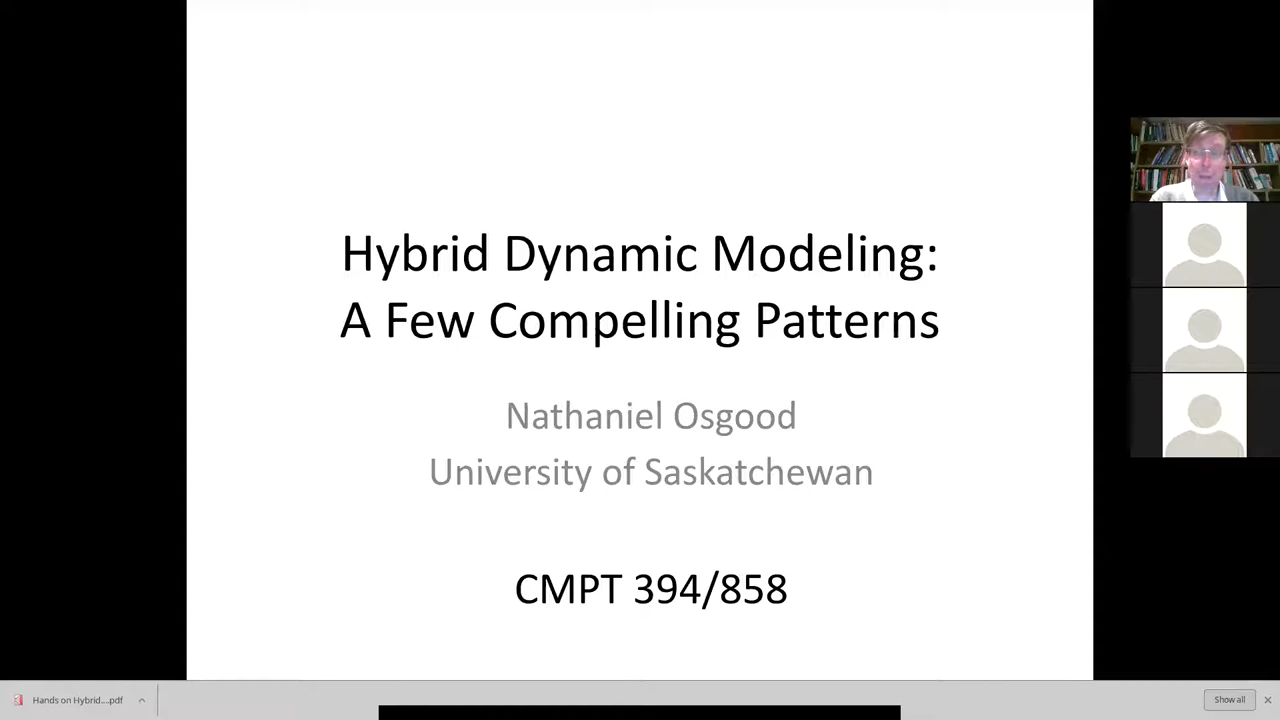 Hybrid Dynamic Modeling:
A Few Compelling Patterns
Nathaniel Osgood
University of Saskatchewan
CMPT 394/858
Hands on Hybrid....pdf
Show all